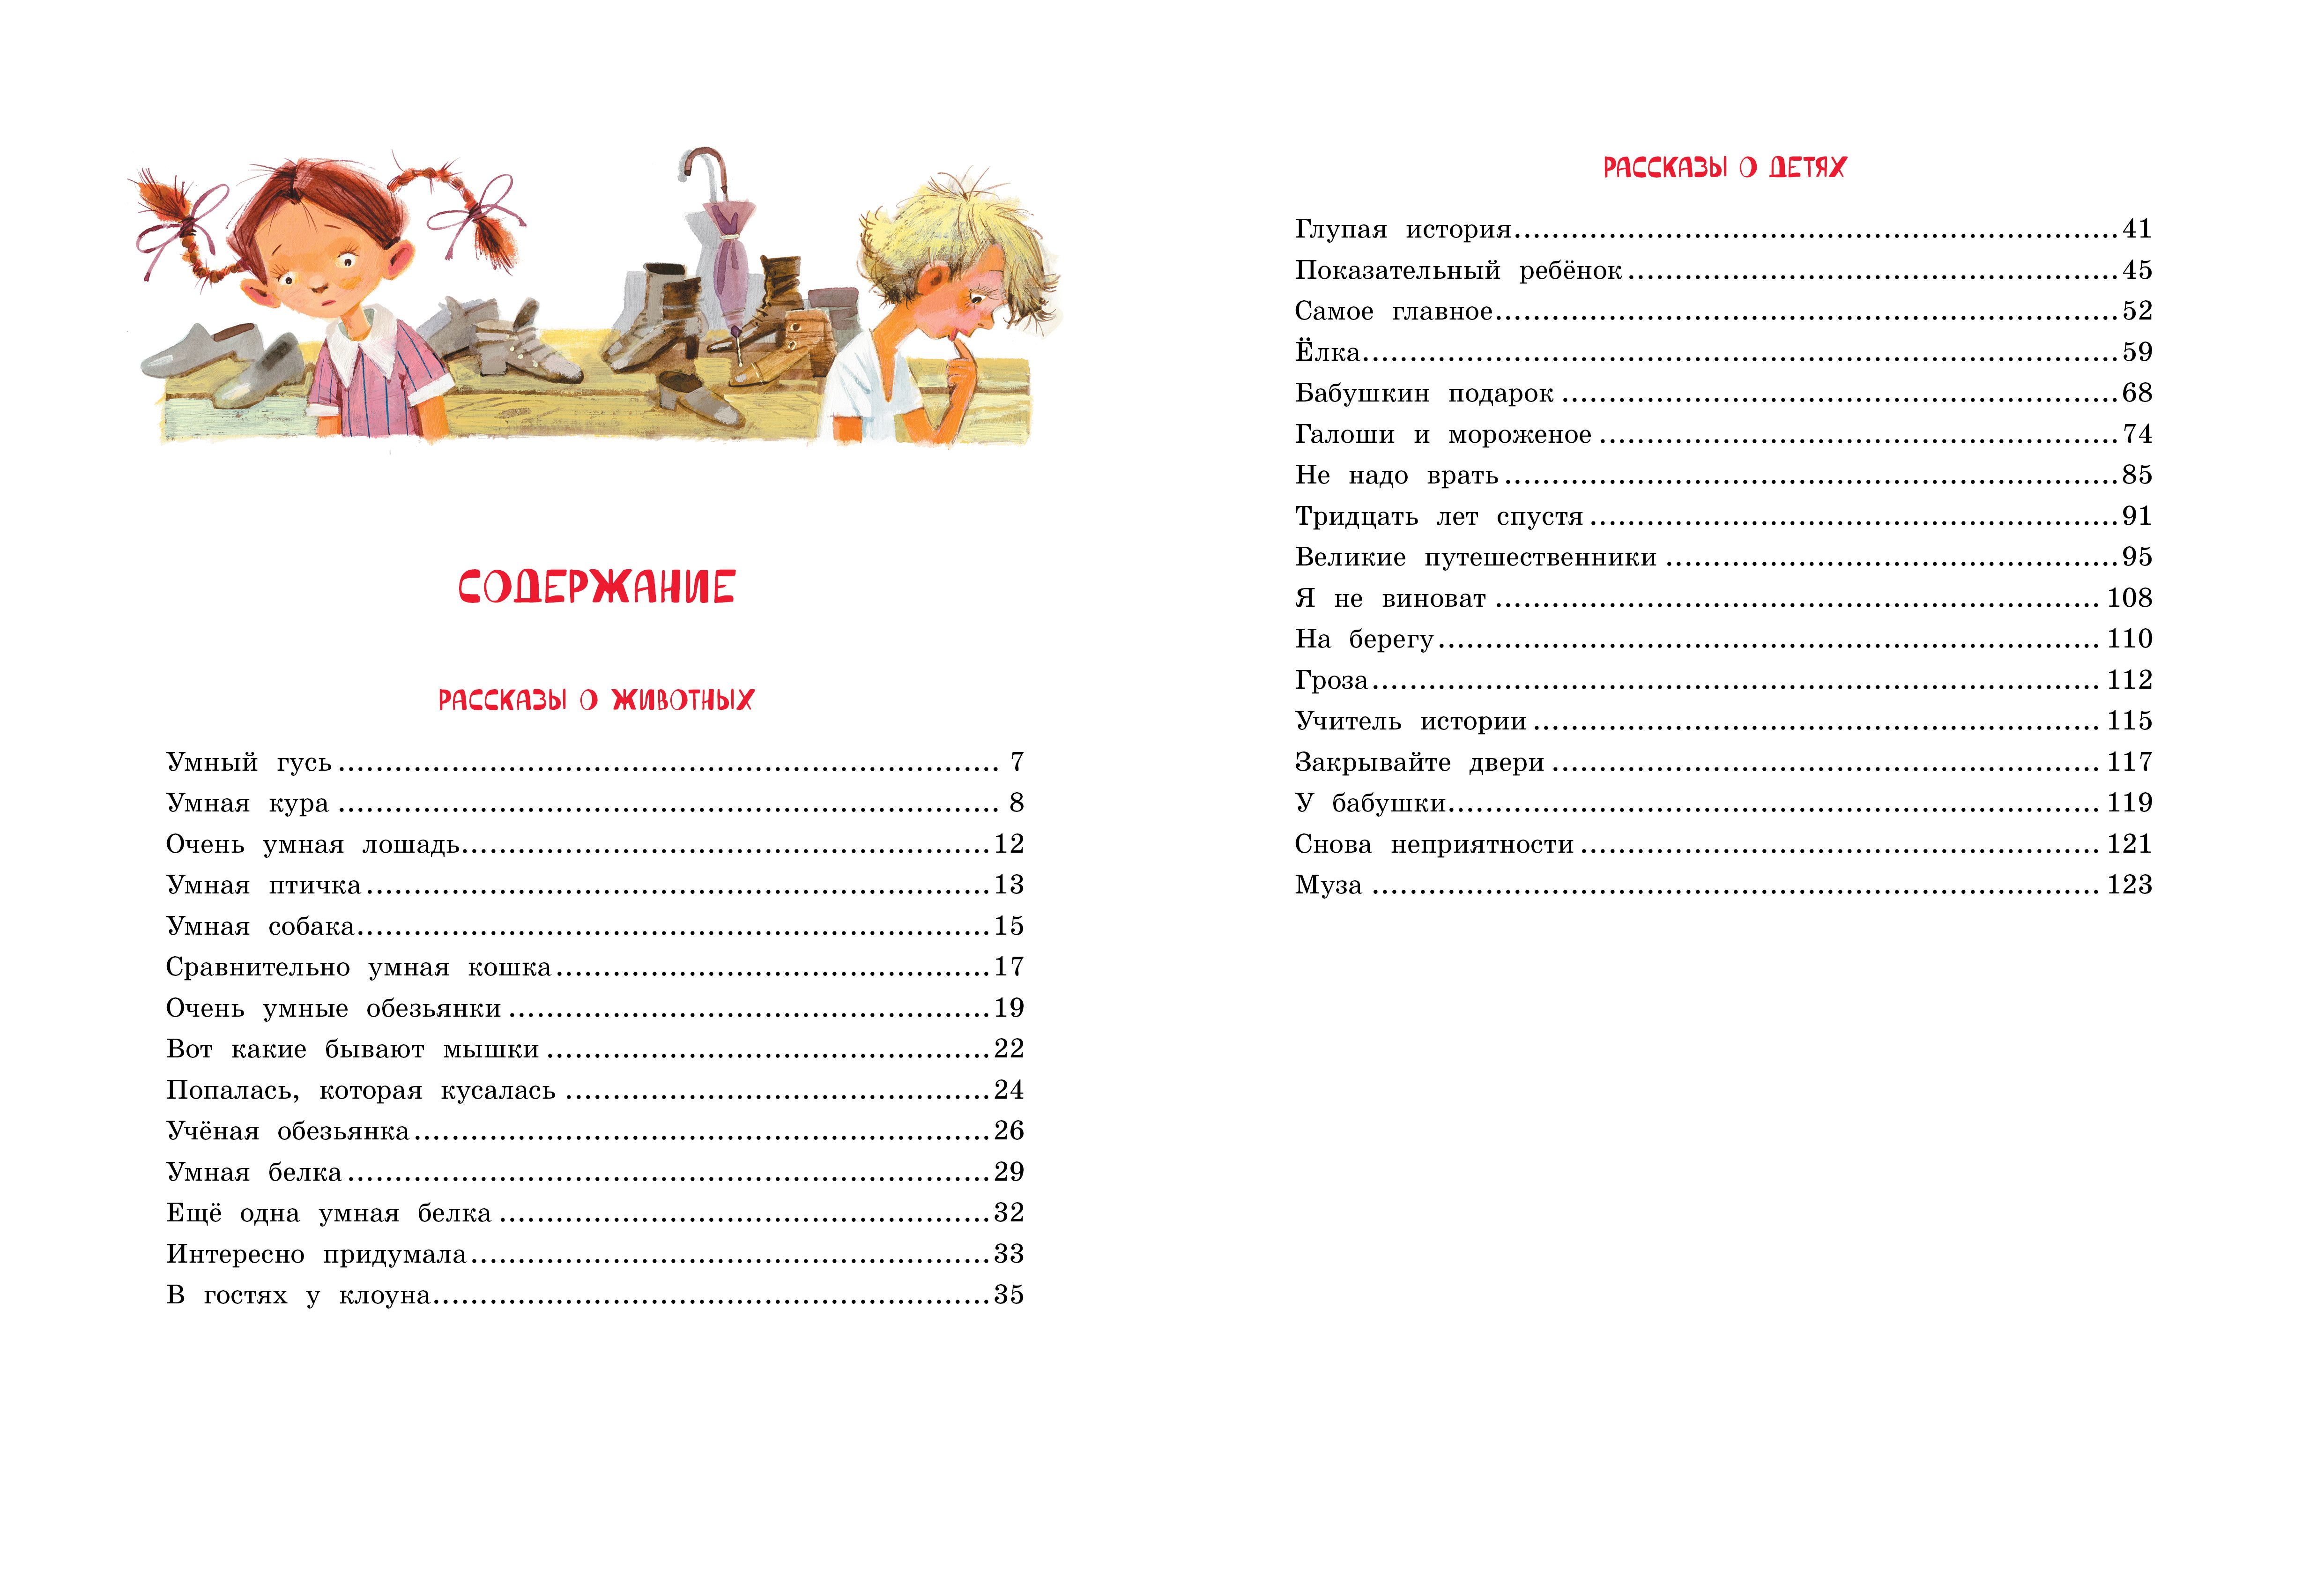 СОДЕРЖАНИЕ
РАССКАЗЫ О ЖИВОТНЫХ
Умный гусь ........ 7
Умная кура ........ 8
Очень умная лошадь ........ 12
Умная птичка ........ 13
Умная собака ........ 15
Сравнительно умная кошка ........ 17
Очень умные обезьянки ........ 19
Вот какие бывают мышки ........ 22
Попалась, которая кусалась ........ 24
Учёная обезьянка ........ 26
Умная белка ........ 29
Ещё одна умная белка ........ 32
Интересно придумала ........ 33
В гостях у клоуна ........ 35
РАССКАЗЫ О ДЕТЯХ
Глупая история ........ 41
Показательный ребёнок ........ 45
Самое главное ........ 52
Ёлка ........ 59
Бабушкин подарок ........ 68
Галоши и мороженое ........ 74
Не надо врать ........ 85
Тридцать лет спустя ........ 91
Великие путешественники ........ 95
Я не виноват ........ 108
На берегу ........ 110
Гроза ........ 112
Учитель истории ........ 115
Закрывайте двери ........ 117
У бабушки ........ 119
Снова неприятности ........ 121
Муза ........ 123